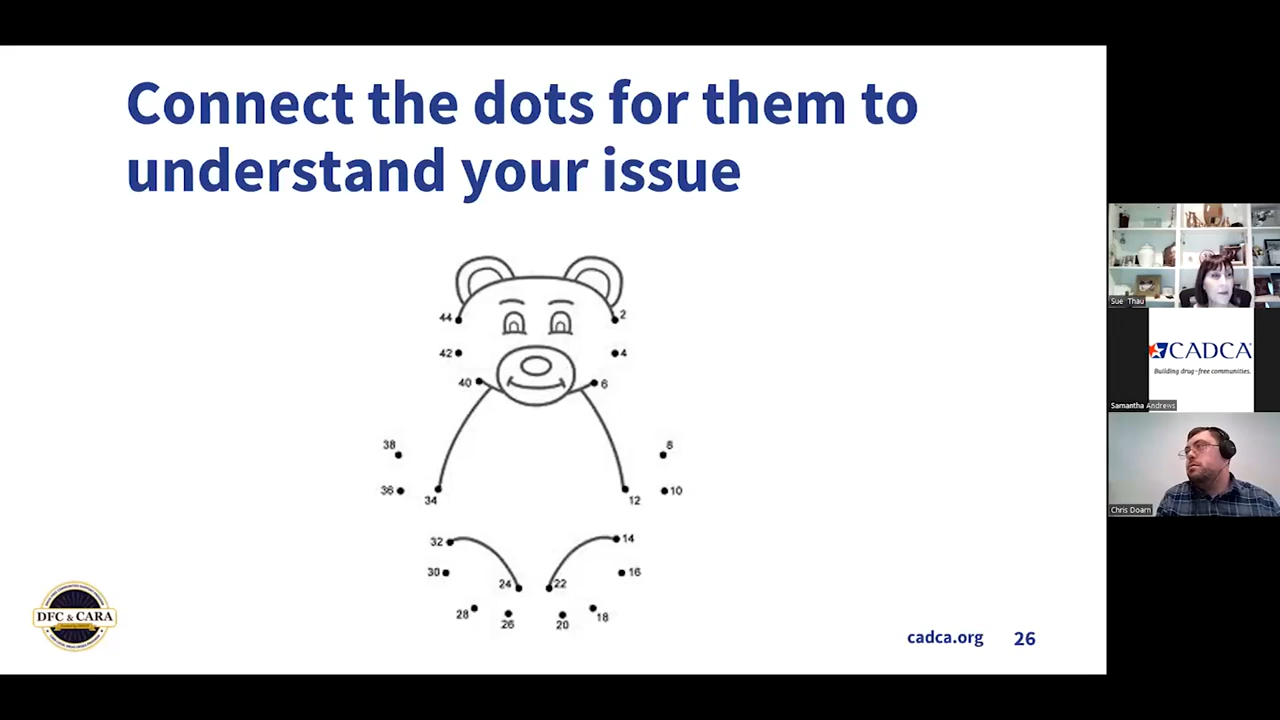 Connect the dots for them to
understand your issue
44
2
42
4
40
6
38
8
36
10
34
12
32
14
30
16
24
22
28
26
20
18
DFC & CARA
cadca.org
26
Sue Thau
CADCA
Building drug-free communities.
Samantha Andrews
Chris Doarn